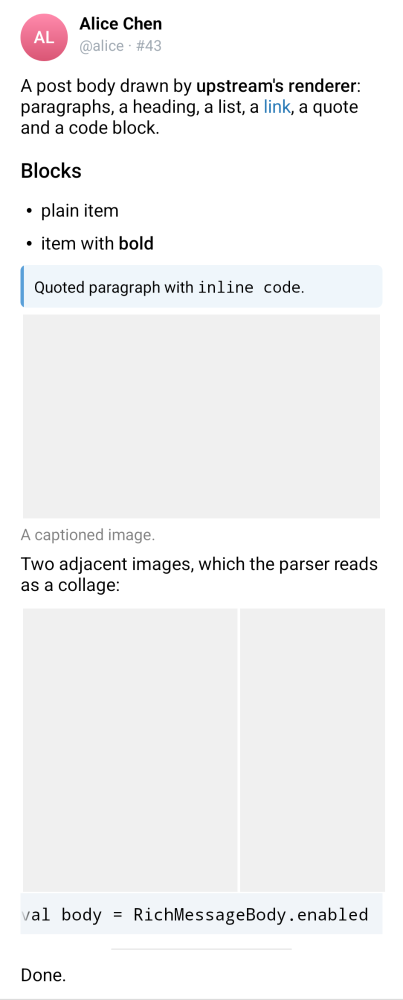 AL
Alice Chen
@alice · #43
A post body drawn by upstream's renderer:
paragraphs, a heading, a list, a link, a quote
and a code block.
Blocks
• plain item
• item with bold
Quoted paragraph with inline code.
A captioned image.
Two adjacent images, which the parser reads
as a collage:
val body = RichMessageBody.enabled
Done.